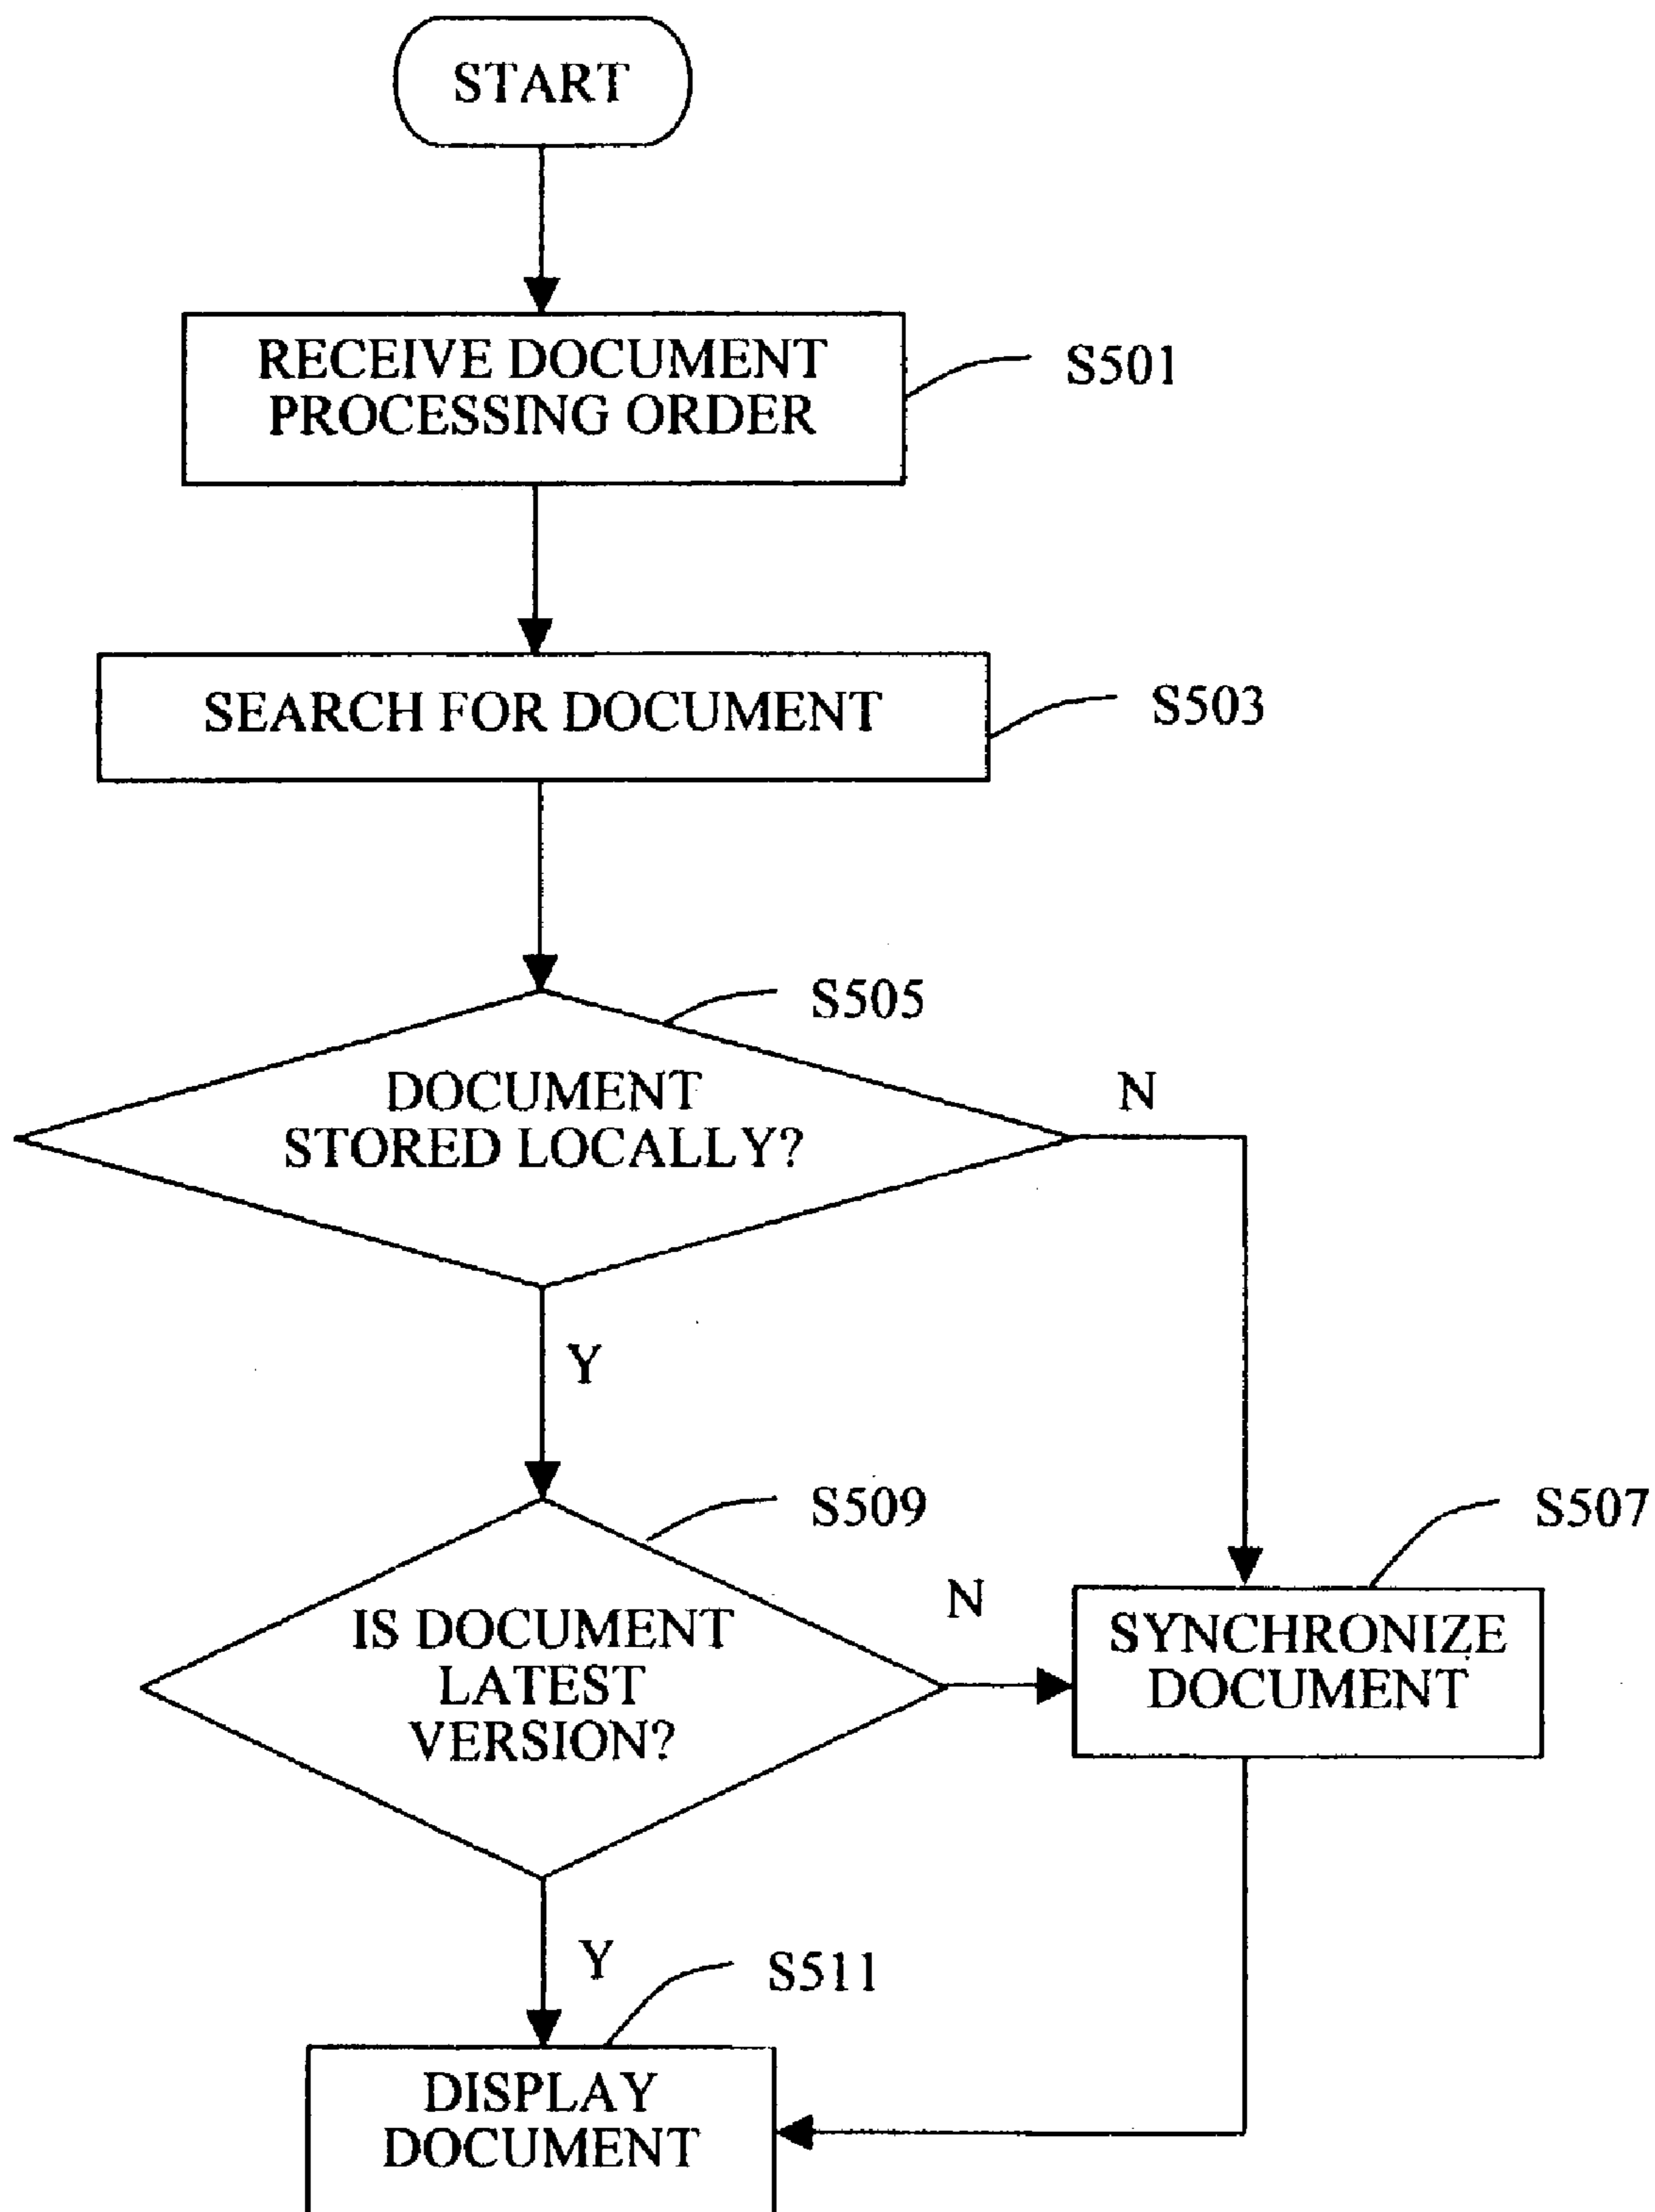 START
RECEIVE DOCUMENT
PROCESSING ORDER
S501
SEARCH FOR DOCUMENT
S503
S505
DOCUMENT
STORED LOCALLY?
N
Y
S509
S507
IS DOCUMENT
LATEST
VERSION?
N
SYNCHRONIZE
DOCUMENT
Y
S511
DISPLAY
DOCUMENT